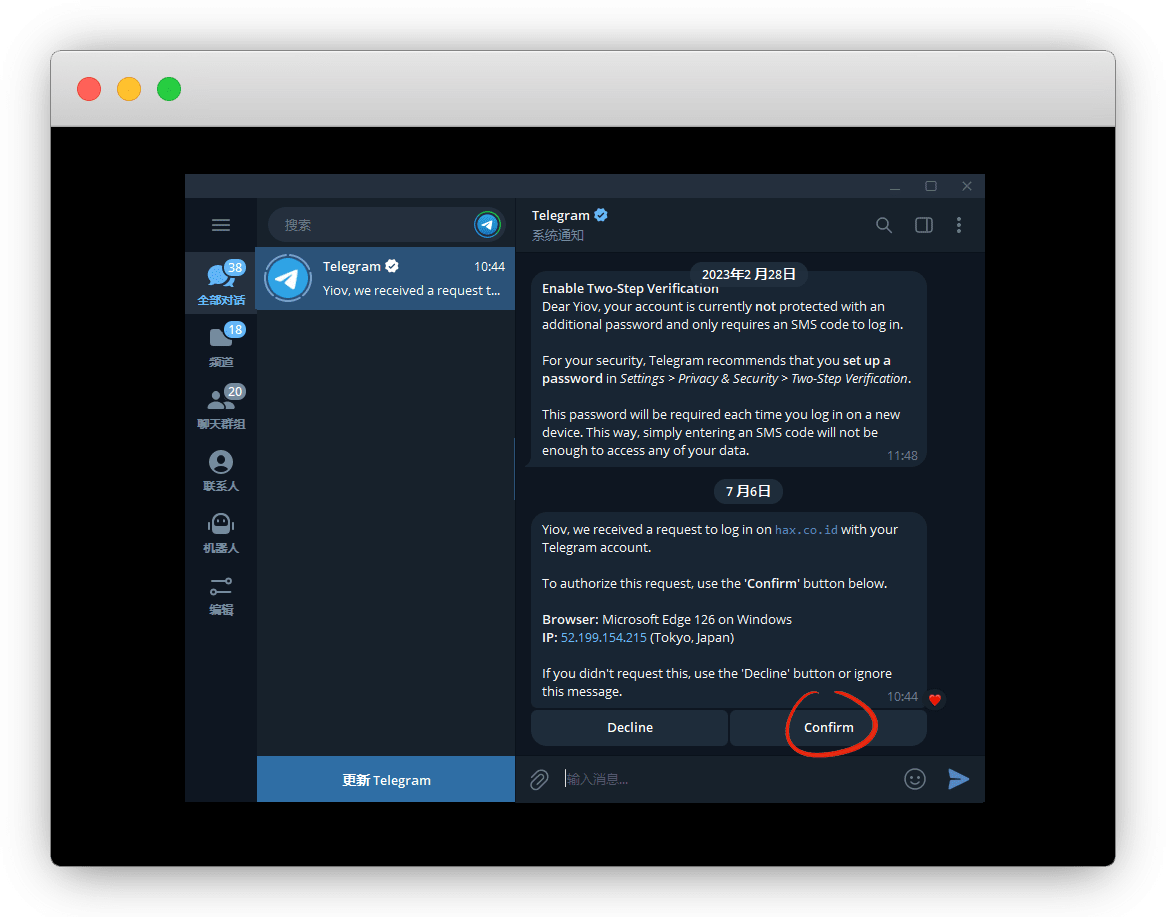 搜索
Telegram
系统通知
38
全部对话
18
频道
20
聊天群组
联系人
机器人
编辑
Telegram
10:44
Yiov, we received a request t...
更新 Telegram
2023年2 月28日
Enable Two-Step Verification
Dear Yiov, your account is currently not protected with an
additional password and only requires an SMS code to log in.
For your security, Telegram recommends that you set up a
password in Settings > Privacy & Security > Two-Step Verification.
This password will be required each time you log in on a new
device. This way, simply entering an SMS code will not be
enough to access any of your data.
11:48
7 月6日
Yiov, we received a request to log in on hax.co.id with your
Telegram account.
To authorize this request, use the 'Confirm' button below.
Browser: Microsoft Edge 126 on Windows
IP: 52.199.154.215 (Tokyo, Japan)
If you didn't request this, use the 'Decline' button or ignore
this message.
10:44
Decline
Confirm
输入消息...